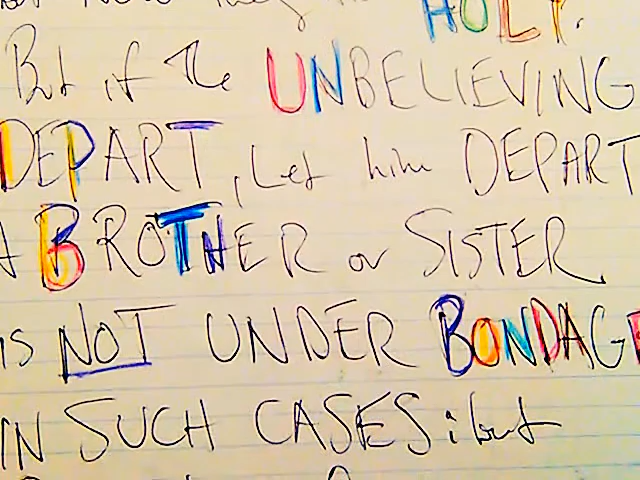 HOLY.
But if the UNBELIEVING
DEPART, Let him DEPART
A BROTHER or SISTER
is NOT UNDER BONDAGE
IN SUCH CASES: but